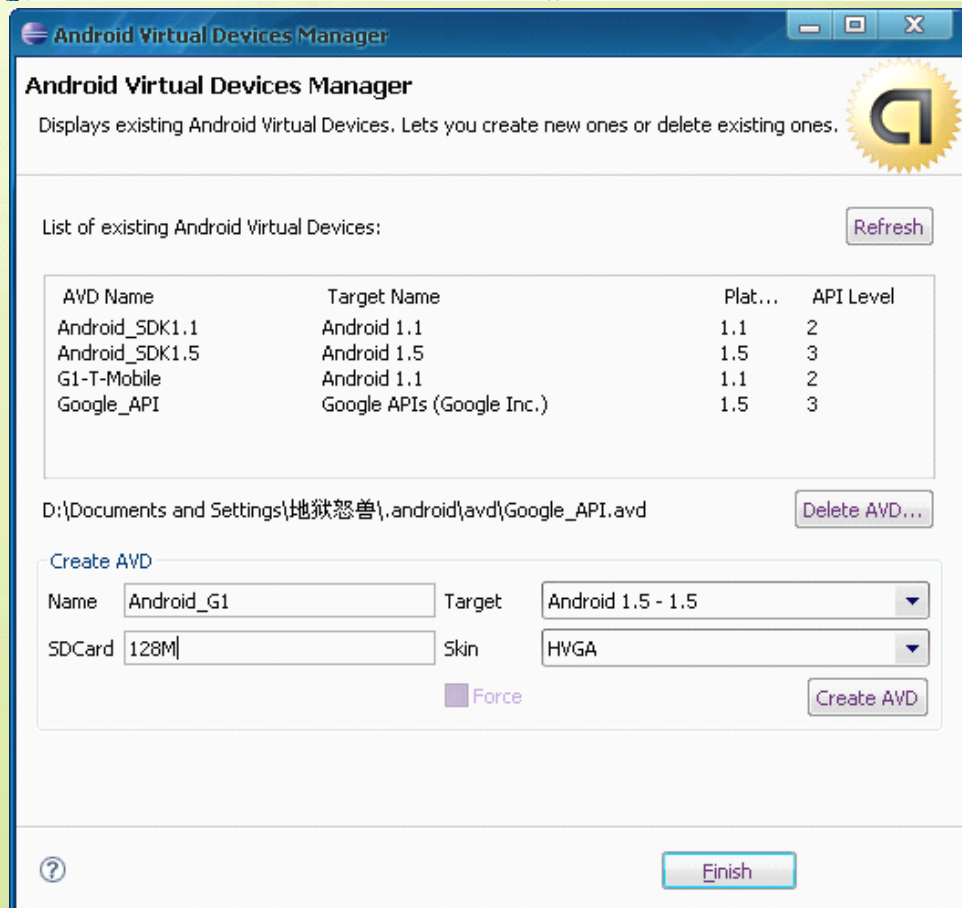 Android Virtual Devices Manager
Android Virtual Devices Manager
Displays existing Android Virtual Devices. Lets you create new ones or delete existing ones.
List of existing Android Virtual Devices:
Refresh
AVD Name Target Name Plat... API Level
Android_SDK1.1 Android 1.1 1.1 2
Android_SDK1.5 Android 1.5 1.5 3
G1-T-Mobile Android 1.1 1.1 2
Google_API Google APIs (Google Inc.) 1.5 3
D:\Documents and Settings\地狱怒兽\.android\avd\Google_API.avd
Delete AVD...
Create AVD
Name Android_G1 Target Android 1.5 - 1.5
SDCard 128M Skin HVGA
Force Create AVD
Finish